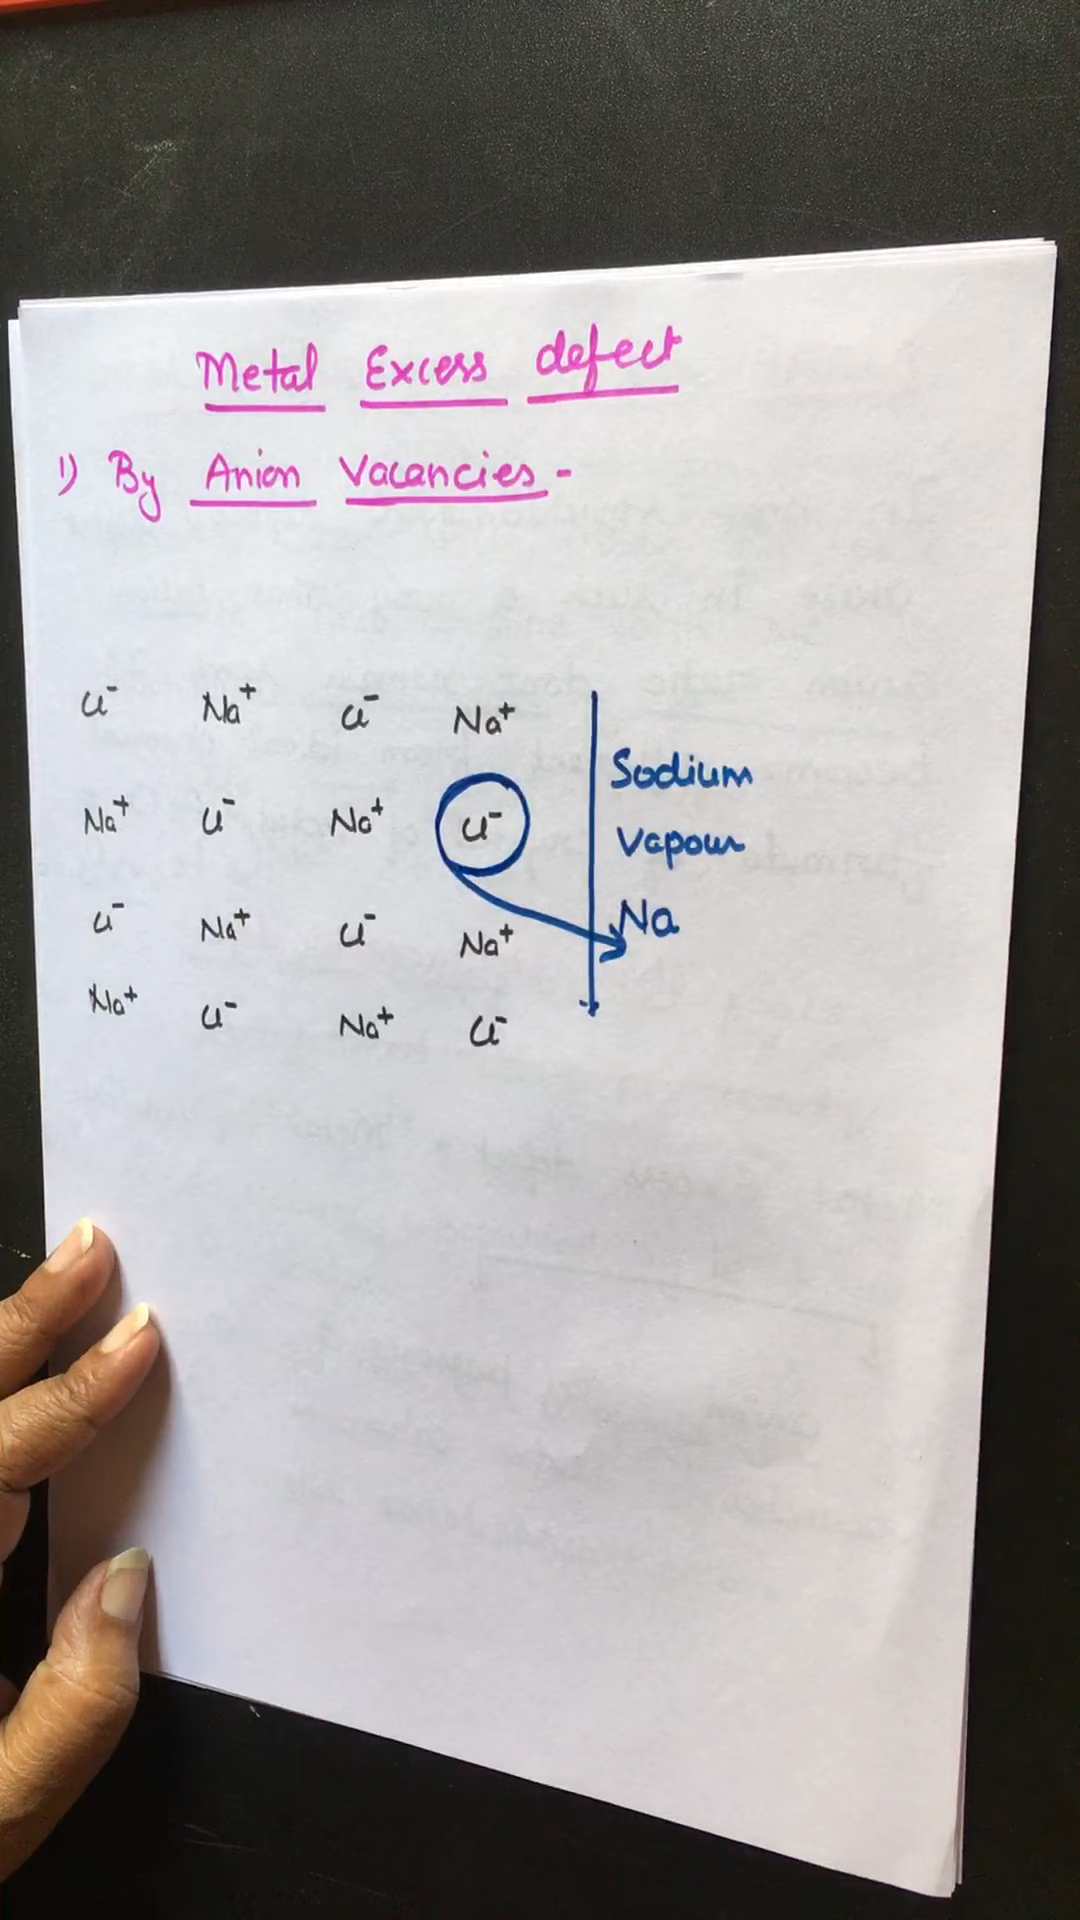 Metal Excess defect
1) By Anion Vacancies -
Cl⁻ Na⁺ Cl⁻ Na⁺
Na⁺ Cl⁻ Na⁺ Cl⁻
Cl⁻ Na⁺ Cl⁻ Na⁺
Na⁺ Cl⁻ Na⁺ Cl⁻
Sodium
Vapour
Na